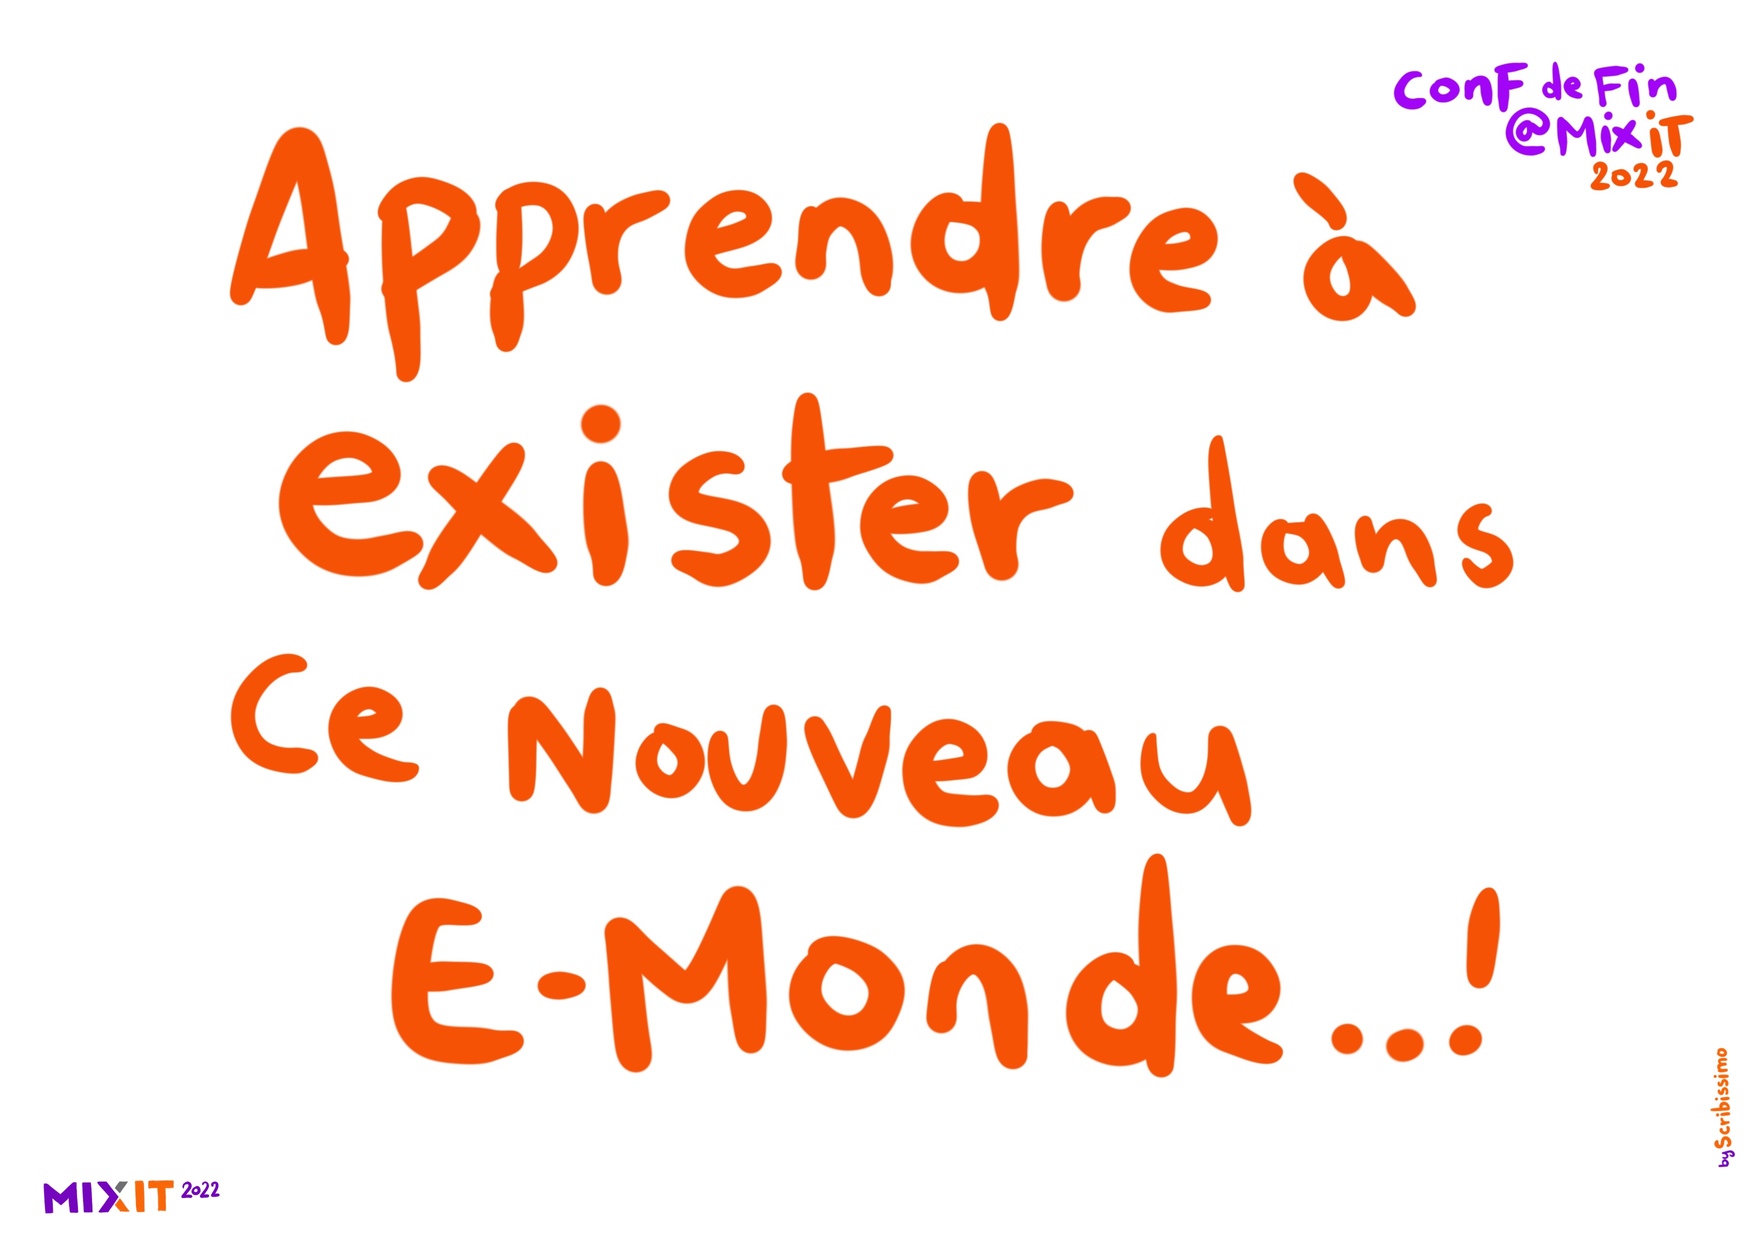 ConF de Fin
@MixiT
2022
Apprendre à
exister dans
Ce Nouveau
E-Monde...!
by Scribissimo
MIXIT 2022